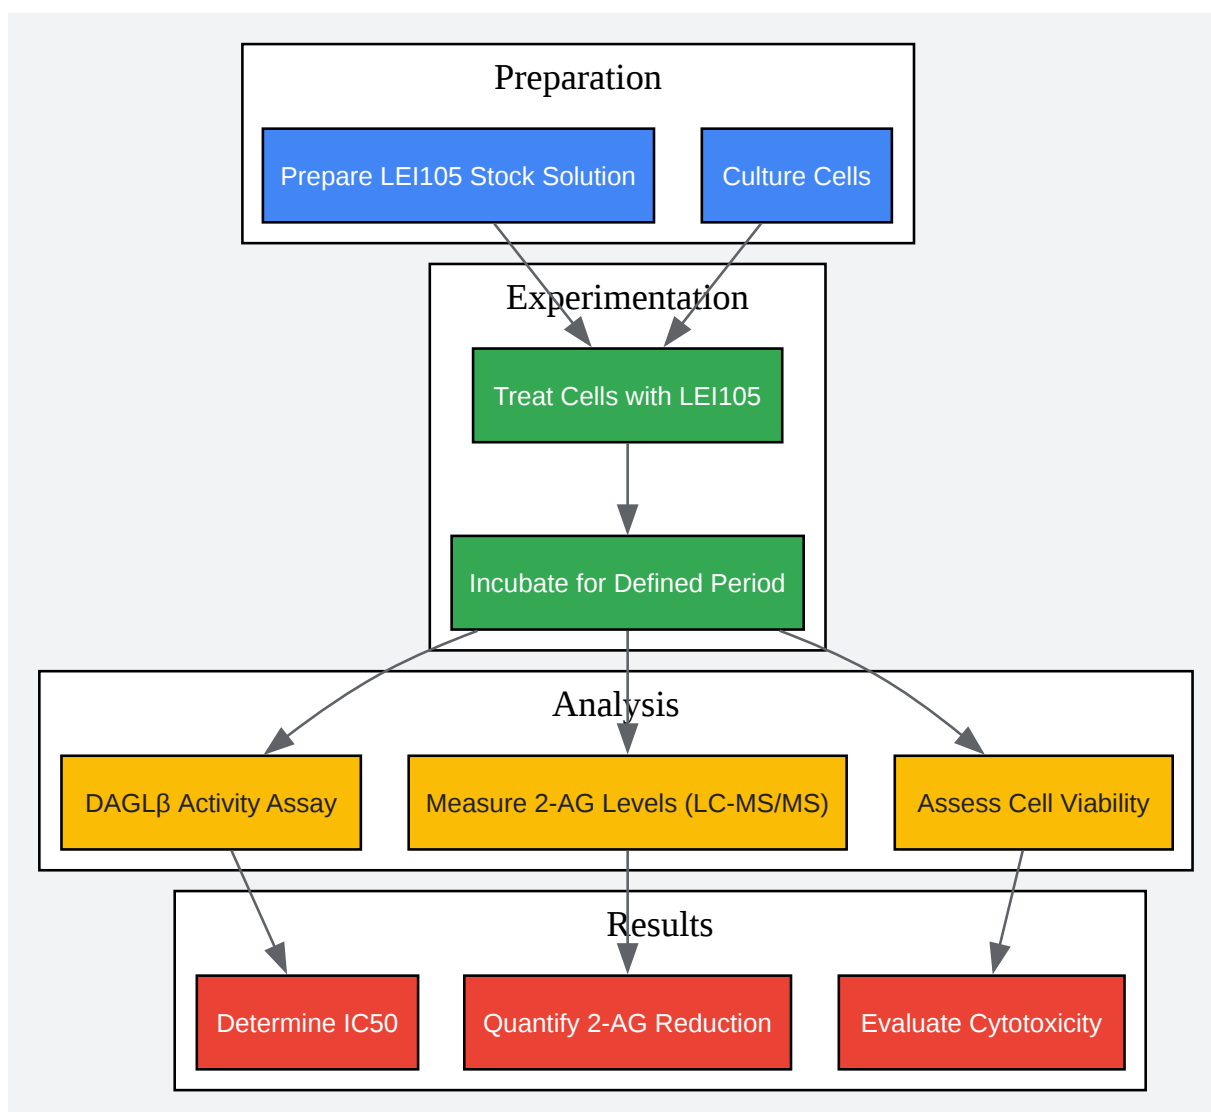 Preparation
Prepare LEI105 Stock Solution
Culture Cells
Experimentation
Treat Cells with LEI105
Incubate for Defined Period
Analysis
DAGLβ Activity Assay
Measure 2-AG Levels (LC-MS/MS)
Assess Cell Viability
Results
Determine IC50
Quantify 2-AG Reduction
Evaluate Cytotoxicity